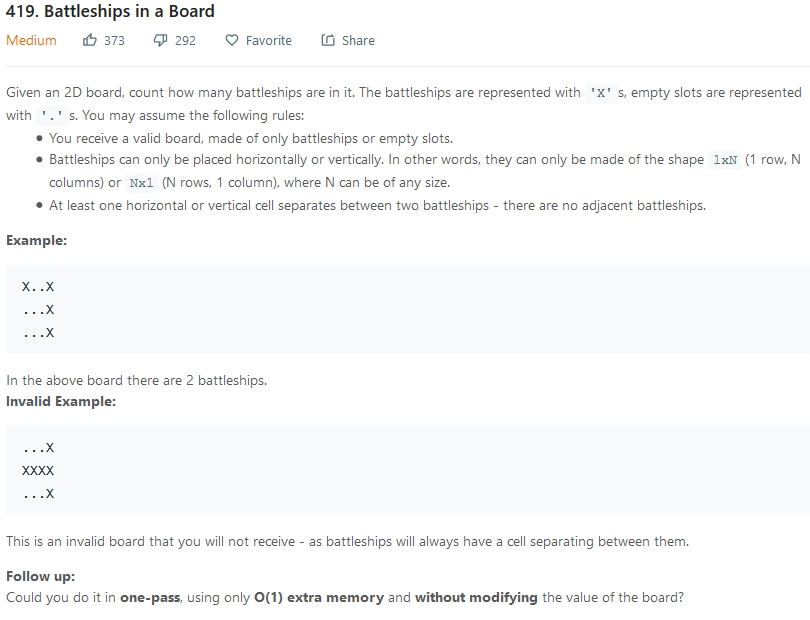 419. Battleships in a Board
Medium 373 292 Favorite Share
Given an 2D board, count how many battleships are in it. The battleships are represented with 'X' s, empty slots are represented
with '.' s. You may assume the following rules:
• You receive a valid board, made of only battleships or empty slots.
• Battleships can only be placed horizontally or vertically. In other words, they can only be made of the shape 1xN (1 row, N
columns) or Nx1 (N rows, 1 column), where N can be of any size.
• At least one horizontal or vertical cell separates between two battleships - there are no adjacent battleships.
Example:
X..X
...X
...X
In the above board there are 2 battleships.
Invalid Example:
...X
XXXX
...X
This is an invalid board that you will not receive - as battleships will always have a cell separating between them.
Follow up:
Could you do it in one-pass, using only O(1) extra memory and without modifying the value of the board?